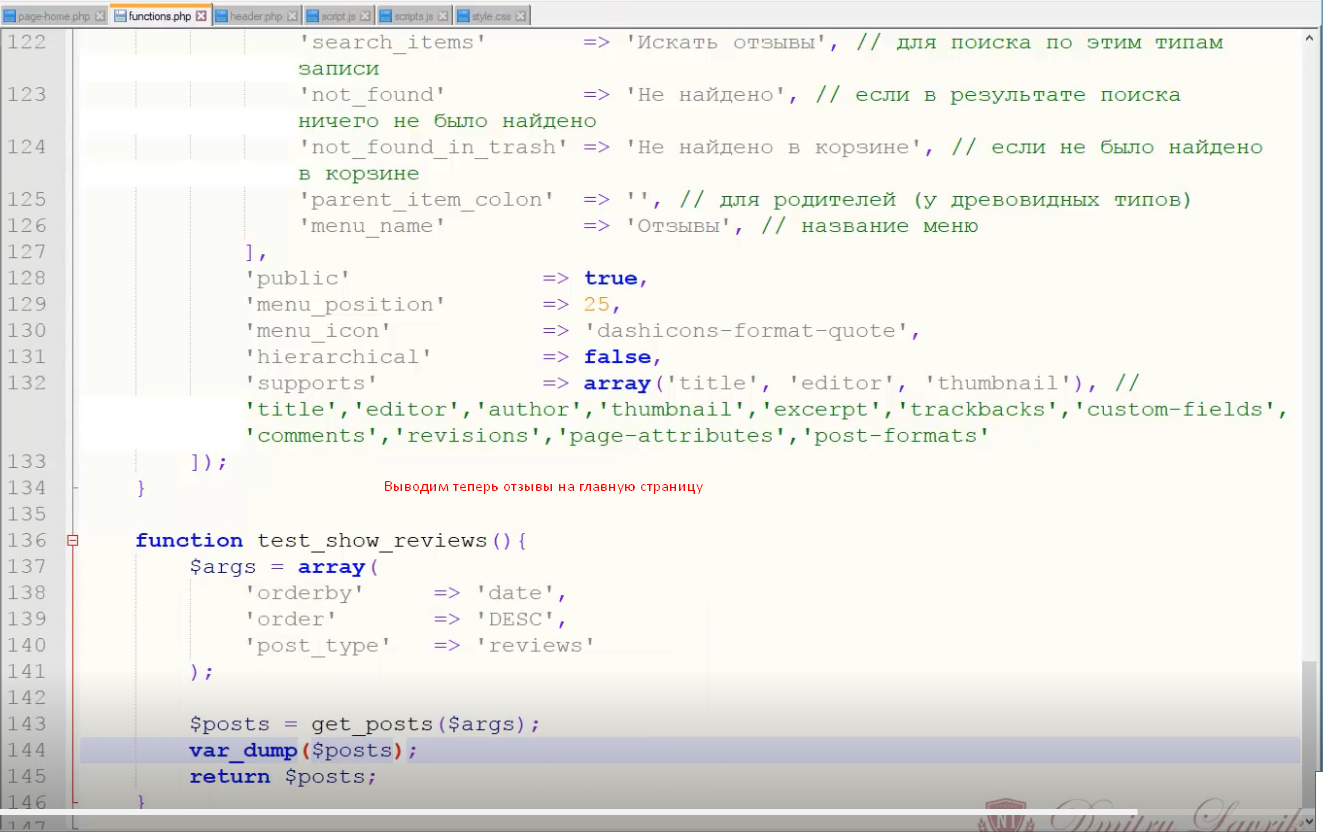 page-home.php functions.php header.php script.js scripts.js style.css
122 'search_items' => 'Искать отзывы', // для поиска по этим типам
записи
123 'not_found' => 'Не найдено', // если в результате поиска
ничего не было найдено
124 'not_found_in_trash' => 'Не найдено в корзине', // если не было найдено
в корзине
125 'parent_item_colon' => '', // для родителей (у древовидных типов)
126 'menu_name' => 'Отзывы', // название меню
127 ],
128 'public' => true,
129 'menu_position' => 25,
130 'menu_icon' => 'dashicons-format-quote',
131 'hierarchical' => false,
132 'supports' => array('title', 'editor', 'thumbnail'), //
'title','editor','author','thumbnail','excerpt','trackbacks','custom-fields',
'comments','revisions','page-attributes','post-formats'
133 ]);
134 } Выводим теперь отзывы на главную страницу
135
136 function test_show_reviews(){
137 $args = array(
138 'orderby' => 'date',
139 'order' => 'DESC',
140 'post_type' => 'reviews'
141 );
142
143 $posts = get_posts($args);
144 var_dump($posts);
145 return $posts;
146 }
147